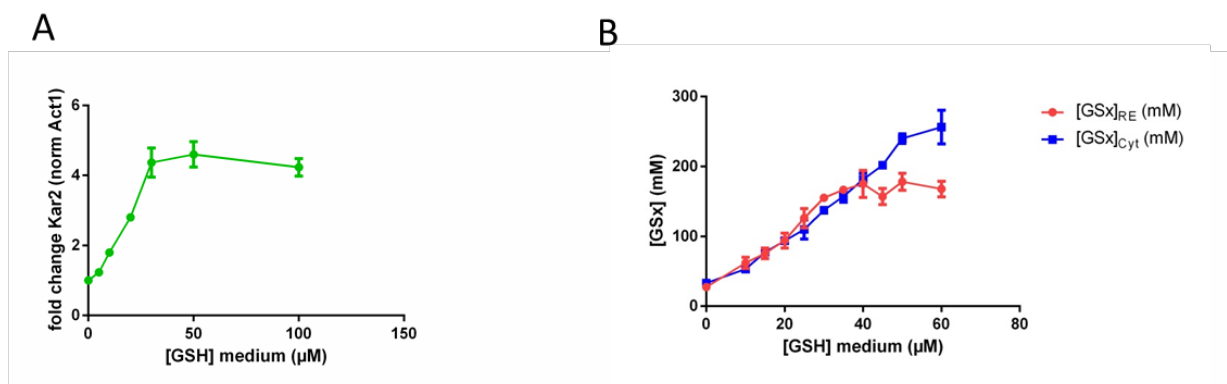 A
B
fold change Kar2 (norm Act1)
6
4
2
0
0
50
100
150
[GSH] medium (µM)
[GSx] (mM)
300
200
100
0
0
20
40
60
80
[GSH] medium (µM)
[GSx]RE (mM)
[GSx]Cyt (mM)